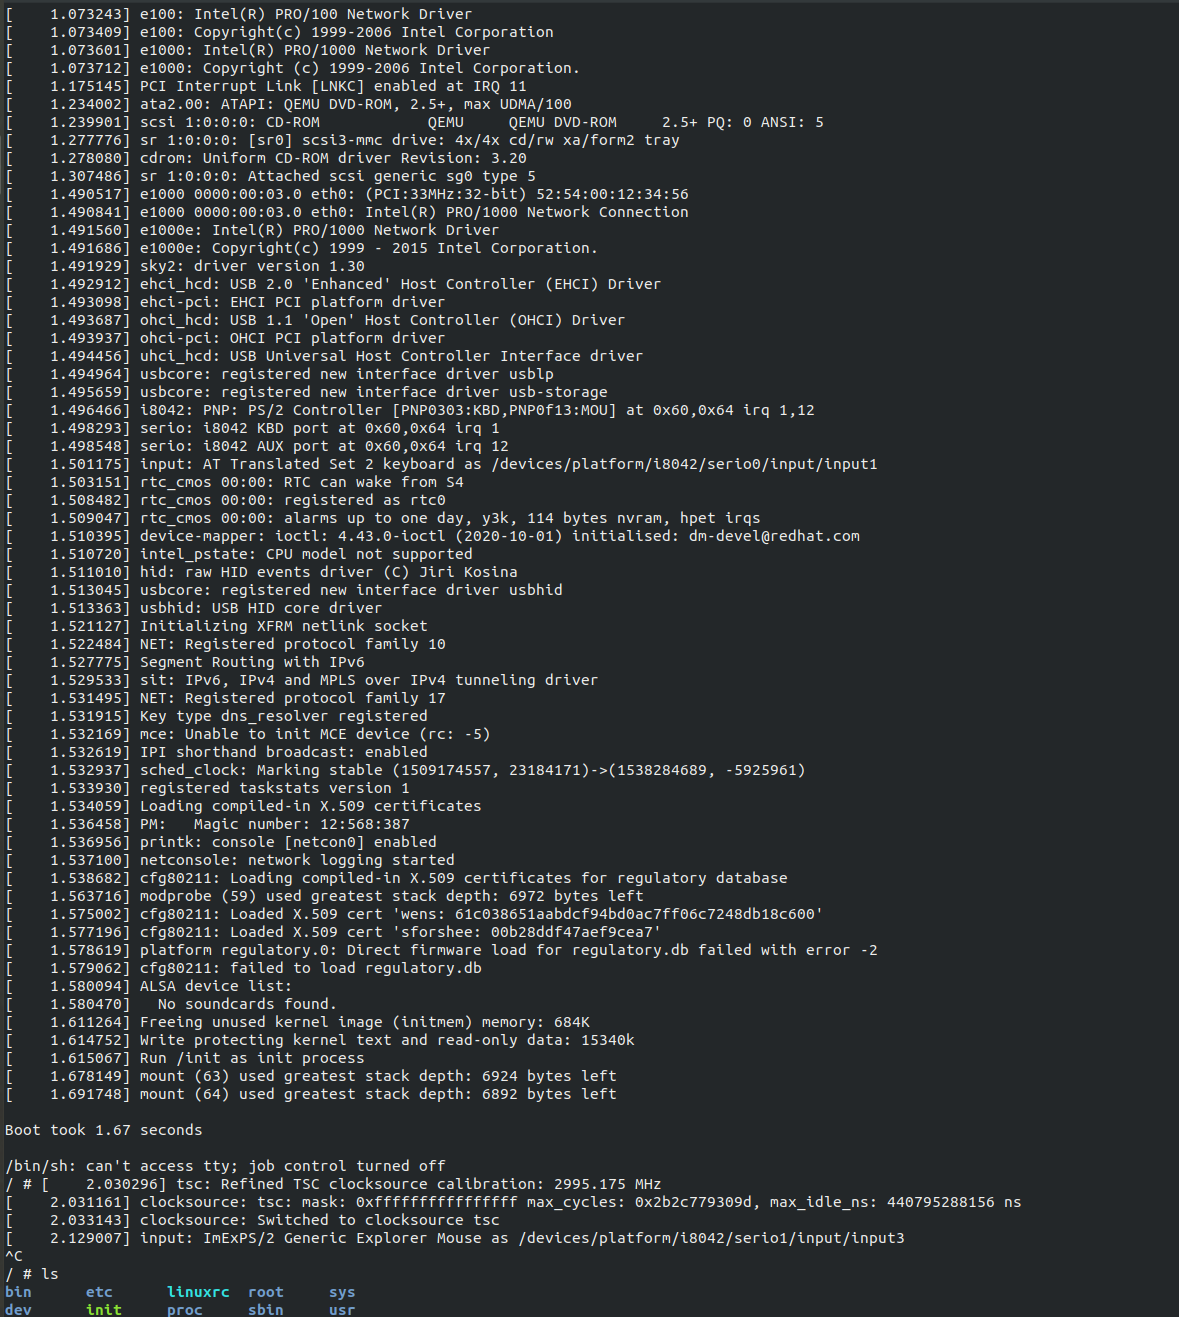 [    1.073243] e100: Intel(R) PRO/100 Network Driver
[    1.073409] e100: Copyright(c) 1999-2006 Intel Corporation
[    1.073601] e1000: Intel(R) PRO/1000 Network Driver
[    1.073712] e1000: Copyright (c) 1999-2006 Intel Corporation.
[    1.175145] PCI Interrupt Link [LNKC] enabled at IRQ 11
[    1.234002] ata2.00: ATAPI: QEMU DVD-ROM, 2.5+, max UDMA/100
[    1.239901] scsi 1:0:0:0: CD-ROM            QEMU     QEMU DVD-ROM     2.5+ PQ: 0 ANSI: 5
[    1.277776] sr 1:0:0:0: [sr0] scsi3-mmc drive: 4x/4x cd/rw xa/form2 tray
[    1.278080] cdrom: Uniform CD-ROM driver Revision: 3.20
[    1.307486] sr 1:0:0:0: Attached scsi generic sg0 type 5
[    1.490517] e1000 0000:00:03.0 eth0: (PCI:33MHz:32-bit) 52:54:00:12:34:56
[    1.490841] e1000 0000:00:03.0 eth0: Intel(R) PRO/1000 Network Connection
[    1.491560] e1000e: Intel(R) PRO/1000 Network Driver
[    1.491686] e1000e: Copyright(c) 1999 - 2015 Intel Corporation.
[    1.491929] sky2: driver version 1.30
[    1.492912] ehci_hcd: USB 2.0 'Enhanced' Host Controller (EHCI) Driver
[    1.493098] ehci-pci: EHCI PCI platform driver
[    1.493687] ohci_hcd: USB 1.1 'Open' Host Controller (OHCI) Driver
[    1.493937] ohci-pci: OHCI PCI platform driver
[    1.494456] uhci_hcd: USB Universal Host Controller Interface driver
[    1.494964] usbcore: registered new interface driver usblp
[    1.495659] usbcore: registered new interface driver usb-storage
[    1.496466] i8042: PNP: PS/2 Controller [PNP0303:KBD,PNP0f13:MOU] at 0x60,0x64 irq 1,12
[    1.498293] serio: i8042 KBD port at 0x60,0x64 irq 1
[    1.498548] serio: i8042 AUX port at 0x60,0x64 irq 12
[    1.501175] input: AT Translated Set 2 keyboard as /devices/platform/i8042/serio0/input/input1
[    1.503151] rtc_cmos 00:00: RTC can wake from S4
[    1.508482] rtc_cmos 00:00: registered as rtc0
[    1.509047] rtc_cmos 00:00: alarms up to one day, y3k, 114 bytes nvram, hpet irqs
[    1.510395] device-mapper: ioctl: 4.43.0-ioctl (2020-10-01) initialised: dm-devel@redhat.com
[    1.510720] intel_pstate: CPU model not supported
[    1.511010] hid: raw HID events driver (C) Jiri Kosina
[    1.513045] usbcore: registered new interface driver usbhid
[    1.513363] usbhid: USB HID core driver
[    1.521127] Initializing XFRM netlink socket
[    1.522484] NET: Registered protocol family 10
[    1.527775] Segment Routing with IPv6
[    1.529533] sit: IPv6, IPv4 and MPLS over IPv4 tunneling driver
[    1.531495] NET: Registered protocol family 17
[    1.531915] Key type dns_resolver registered
[    1.532169] mce: Unable to init MCE device (rc: -5)
[    1.532619] IPI shorthand broadcast: enabled
[    1.532937] sched_clock: Marking stable (1509174557, 23184171)->(1538284689, -5925961)
[    1.533930] registered taskstats version 1
[    1.534059] Loading compiled-in X.509 certificates
[    1.536458] PM:   Magic number: 12:568:387
[    1.536956] printk: console [netcon0] enabled
[    1.537100] netconsole: network logging started
[    1.538682] cfg80211: Loading compiled-in X.509 certificates for regulatory database
[    1.563716] modprobe (59) used greatest stack depth: 6972 bytes left
[    1.575002] cfg80211: Loaded X.509 cert 'wens: 61c038651aabdcf94bd0ac7ff06c7248db18c600'
[    1.577196] cfg80211: Loaded X.509 cert 'sforshee: 00b28ddf47aef9cea7'
[    1.578619] platform regulatory.0: Direct firmware load for regulatory.db failed with error -2
[    1.579062] cfg80211: failed to load regulatory.db
[    1.580094] ALSA device list:
[    1.580470]   No soundcards found.
[    1.611264] Freeing unused kernel image (initmem) memory: 684K
[    1.614752] Write protecting kernel text and read-only data: 15340k
[    1.615067] Run /init as init process
[    1.678149] mount (63) used greatest stack depth: 6924 bytes left
[    1.691748] mount (64) used greatest stack depth: 6892 bytes left
Boot took 1.67 seconds
/bin/sh: can't access tty; job control turned off
/ # [    2.030296] tsc: Refined TSC clocksource calibration: 2995.175 MHz
[    2.031161] clocksource: tsc: mask: 0xffffffffffffffff max_cycles: 0x2b2c779309d, max_idle_ns: 440795288156 ns
[    2.033143] clocksource: Switched to clocksource tsc
[    2.129007] input: ImExPS/2 Generic Explorer Mouse as /devices/platform/i8042/serio1/input/input3
^C
/ # ls
bin      etc      linuxrc  root     sys
dev      init     proc     sbin     usr